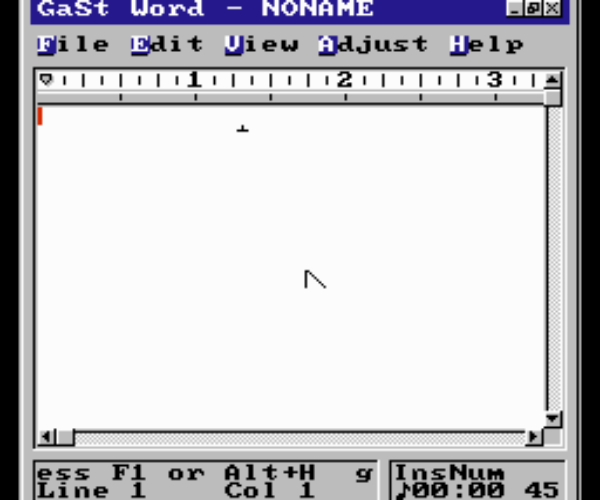 GaSt Word - NONAME
File Edit View Adjust Help
1 2 3
ess F1 or Alt+H g InsNum
Line 1 Col 1 ♪00:00 45